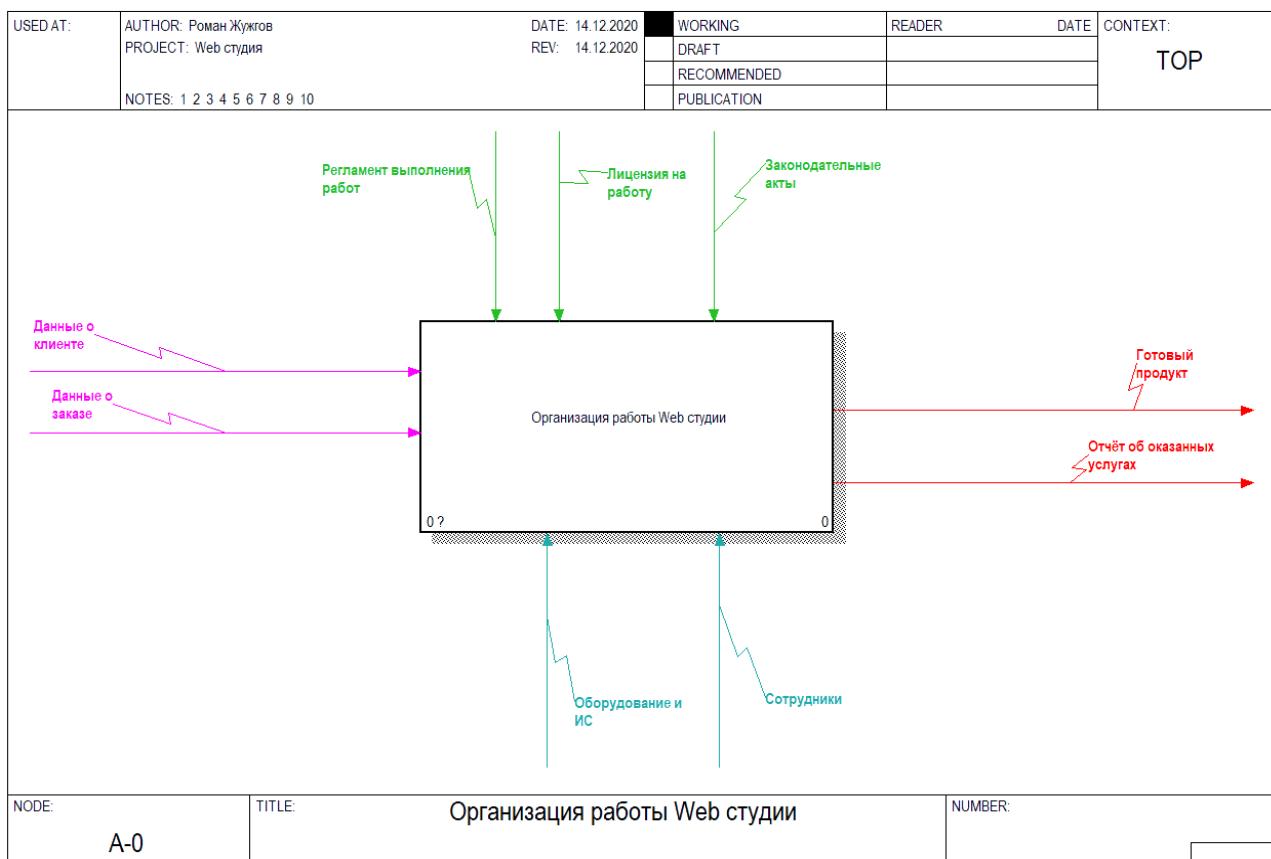 USED AT:
AUTHOR: Роман Жужгов
DATE: 14.12.2020
WORKING
READER
DATE
CONTEXT:
PROJECT: Web студия
REV: 14.12.2020
DRAFT
TOP
RECOMMENDED
NOTES: 1 2 3 4 5 6 7 8 9 10
PUBLICATION
Регламент выполнения
работ
Лицензия на
работу
Законодательные
акты
Данные о
клиенте
Данные о
заказе
Организация работы Web студии
0 ?
0
Готовый
продукт
Отчёт об оказанных
услугах
Оборудование и
ИС
Сотрудники
NODE:
A-0
TITLE:
Организация работы Web студии
NUMBER: